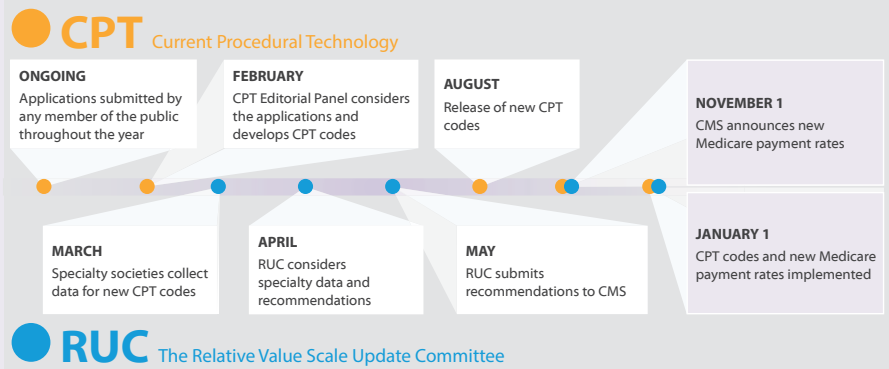 CPT Current Procedural Technology
ONGOING
Applications submitted by
any member of the public
throughout the year
FEBRUARY
CPT Editorial Panel considers
the applications and
develops CPT codes
AUGUST
Release of new CPT
codes
NOVEMBER 1
CMS announces new
Medicare payment rates
MARCH
Specialty societies collect
data for new CPT codes
APRIL
RUC considers
specialty data and
recommendations
MAY
RUC submits
recommendations to CMS
JANUARY 1
CPT codes and new Medicare
payment rates implemented
RUC The Relative Value Scale Update Committee